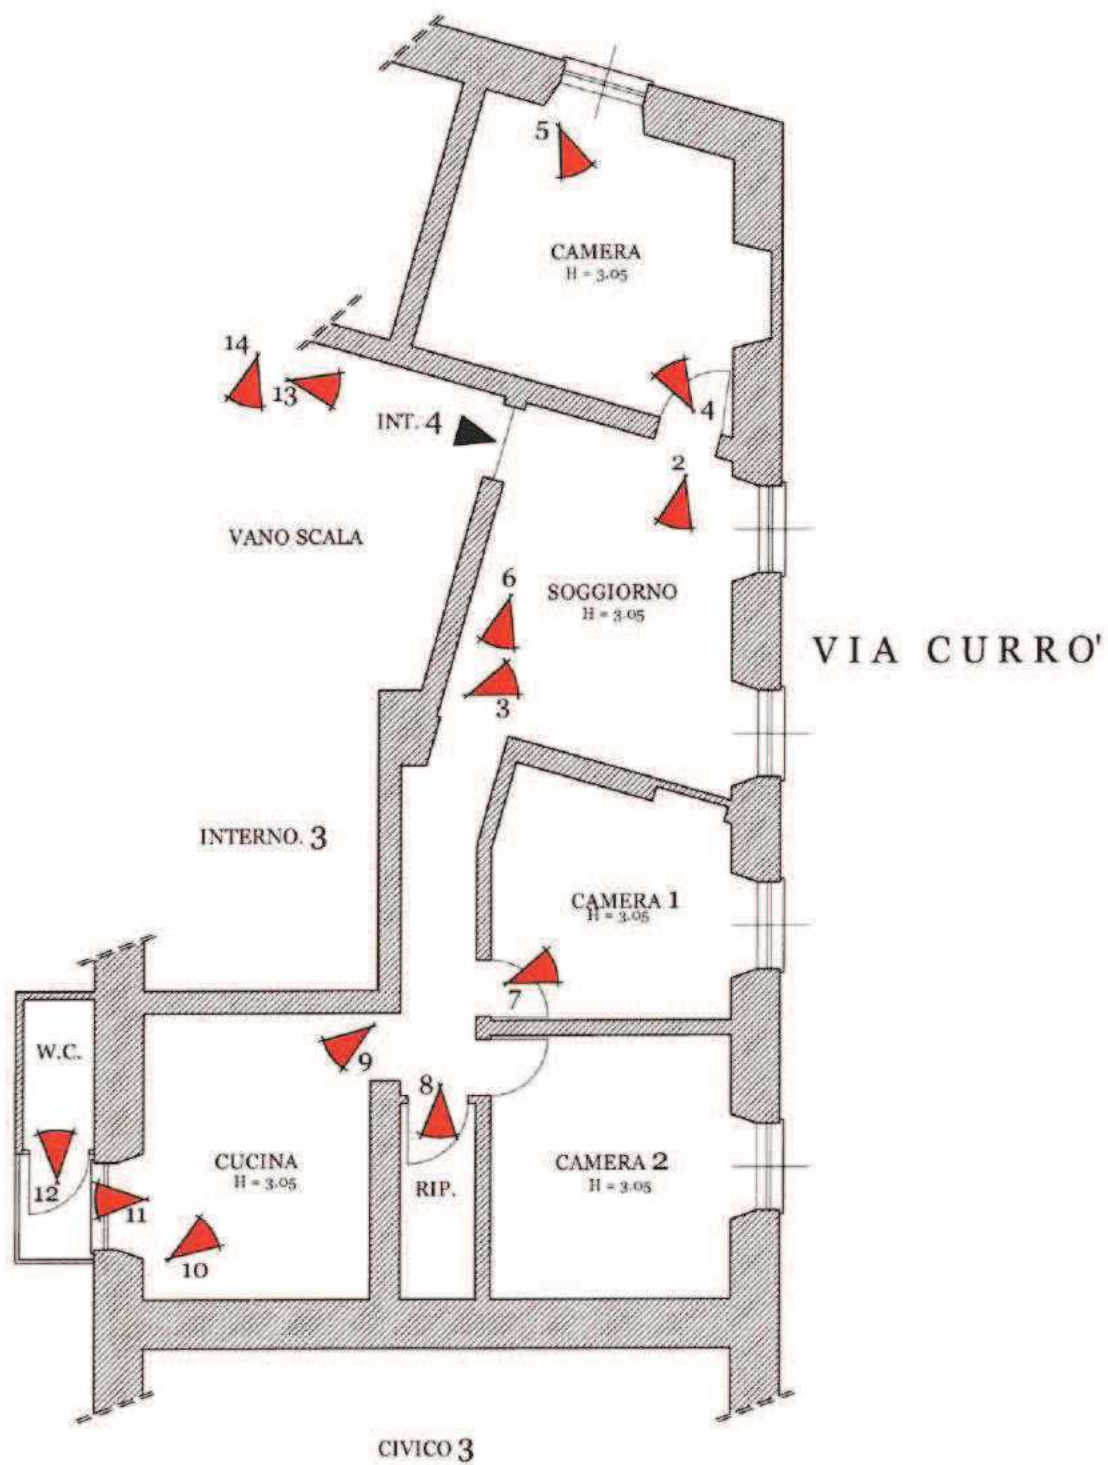 5
CAMERA
H = 3.05
14
13
INT. 4
4
2
VANO SCALA
6
SOGGIORNO
H = 3.05
VIA CURRO'
3
INTERNO. 3
CAMERA 1
H = 3.05
7
9
W.C.
8
CUCINA
H = 3.05
RIP.
CAMERA 2
H = 3.05
12
11
10
CIVICO 3